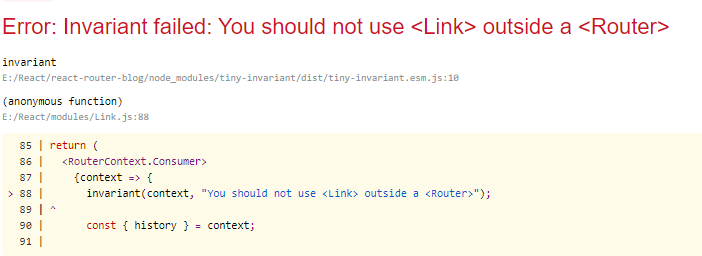 Error: Invariant failed: You should not use <Link> outside a <Router>
invariant
E:/React/react-router-blog/node_modules/tiny-invariant/dist/tiny-invariant.esm.js:10
(anonymous function)
E:/React/modules/Link.js:88
85 | return (
86 |   <RouterContext.Consumer>
87 |     {context => {
> 88 |       invariant(context, "You should not use <Link> outside a <Router>");
89 | ^
90 |       const { history } = context;
91 |